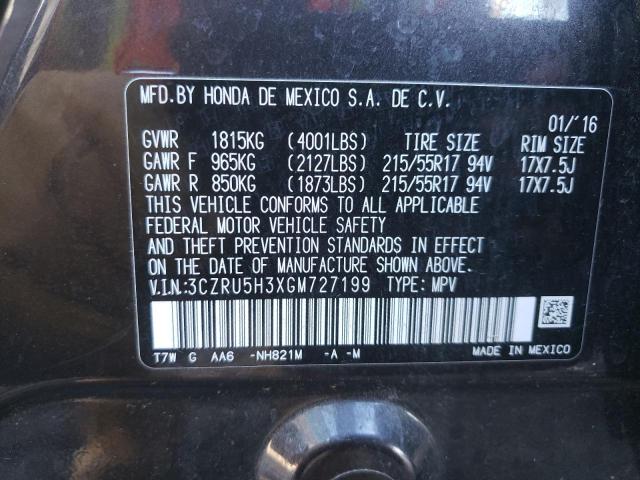 MFD.BY HONDA DE MEXICO S.A. DE C.V.
01/'16
GVWR 1815KG (4001LBS) TIRE SIZE RIM SIZE
GAWR F 965KG (2127LBS) 215/55R17 94V 17X7.5J
GAWR R 850KG (1873LBS) 215/55R17 94V 17X7.5J
THIS VEHICLE CONFORMS TO ALL APPLICABLE
FEDERAL MOTOR VEHICLE SAFETY
AND THEFT PREVENTION STANDARDS IN EFFECT
ON THE DATE OF MANUFACTURE SHOWN ABOVE.
V.I.N.:3CZRU5H3XGM727199 TYPE: MPV
T7W G AA6 -NH821M -A -M MADE IN MEXICO